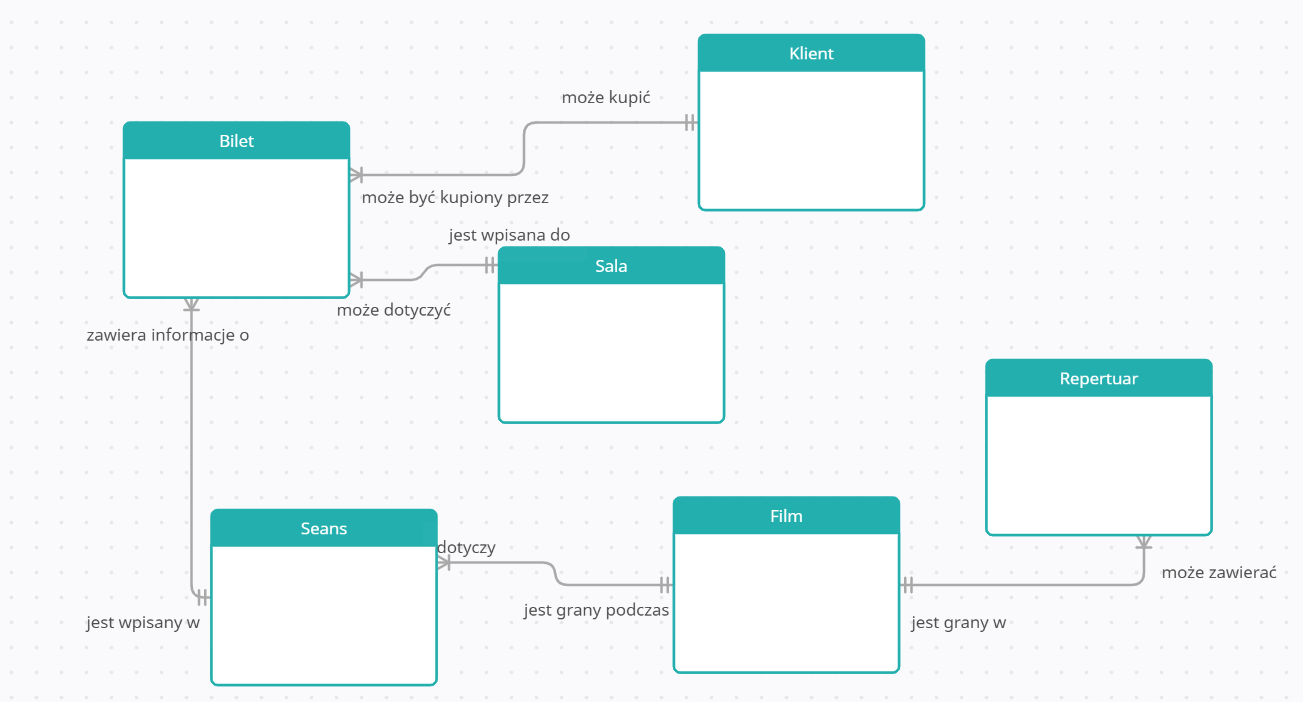 Klient
może kupić
Bilet
może być kupiony przez
jest wpisana do
Sala
może dotyczyć
zawiera informacje o
Repertuar
Film
Seans
dotyczy
może zawierać
jest grany podczas
jest wpisany w
jest grany w